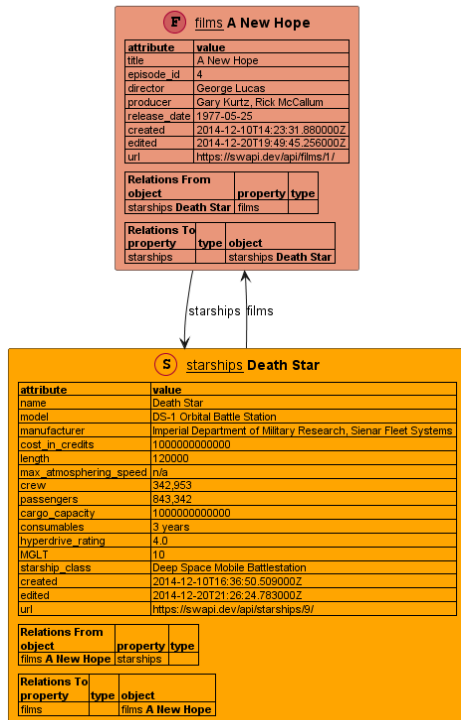 F films A New Hope
attribute value
title A New Hope
episode_id 4
director George Lucas
producer Gary Kurtz, Rick McCallum
release_date 1977-05-25
created 2014-12-10T14:23:31.880000Z
edited 2014-12-20T19:49:45.256000Z
url https://swapi.dev/api/films/1/
Relations From
object property type
starships Death Star films
Relations To
property type object
starships starships Death Star
starships films
S starships Death Star
attribute value
name Death Star
model DS-1 Orbital Battle Station
manufacturer Imperial Department of Military Research, Sienar Fleet Systems
cost_in_credits 1000000000000
length 120000
max_atmosphering_speed n/a
crew 342,953
passengers 843,342
cargo_capacity 1000000000000
consumables 3 years
hyperdrive_rating 4.0
MGLT 10
starship_class Deep Space Mobile Battlestation
created 2014-12-10T16:36:50.509000Z
edited 2014-12-20T21:26:24.783000Z
url https://swapi.dev/api/starships/9/
Relations From
object property type
films A New Hope starships
Relations To
property type object
films films A New Hope